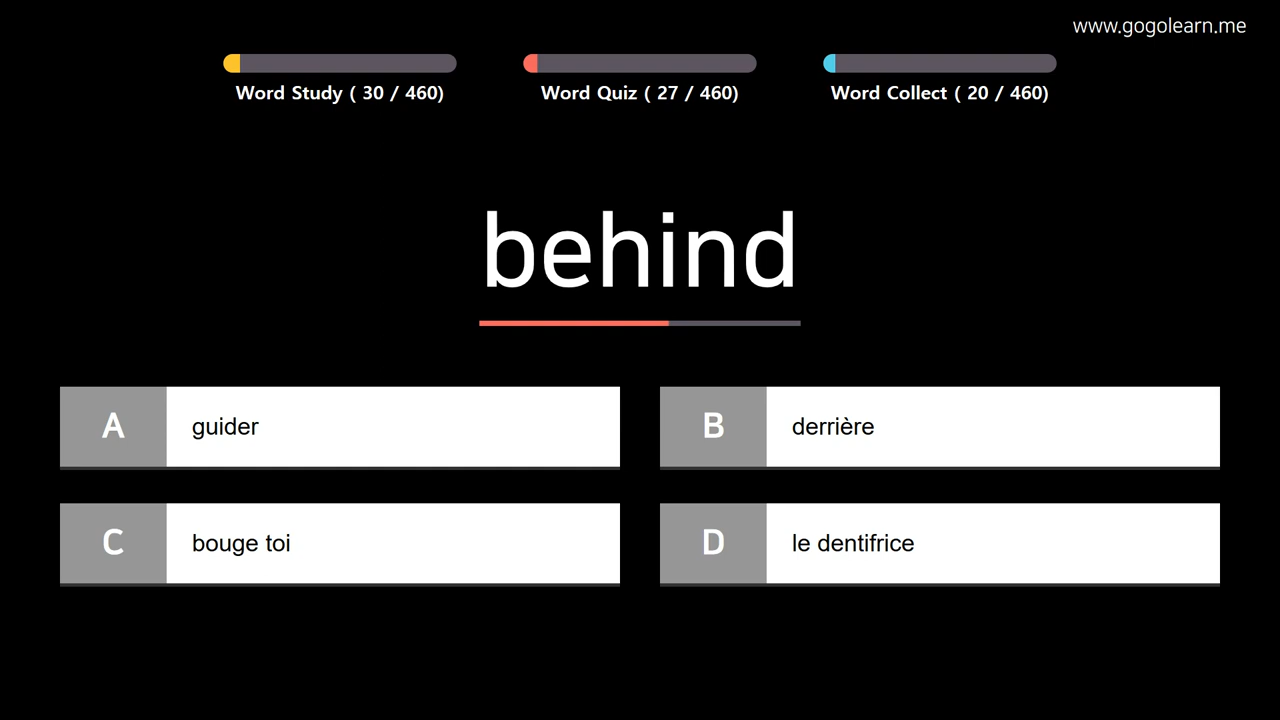 www.gogolearn.me
Word Study ( 30 / 460)
Word Quiz ( 27 / 460)
Word Collect ( 20 / 460)
behind
A guider
B derrière
C bouge toi
D le dentifrice